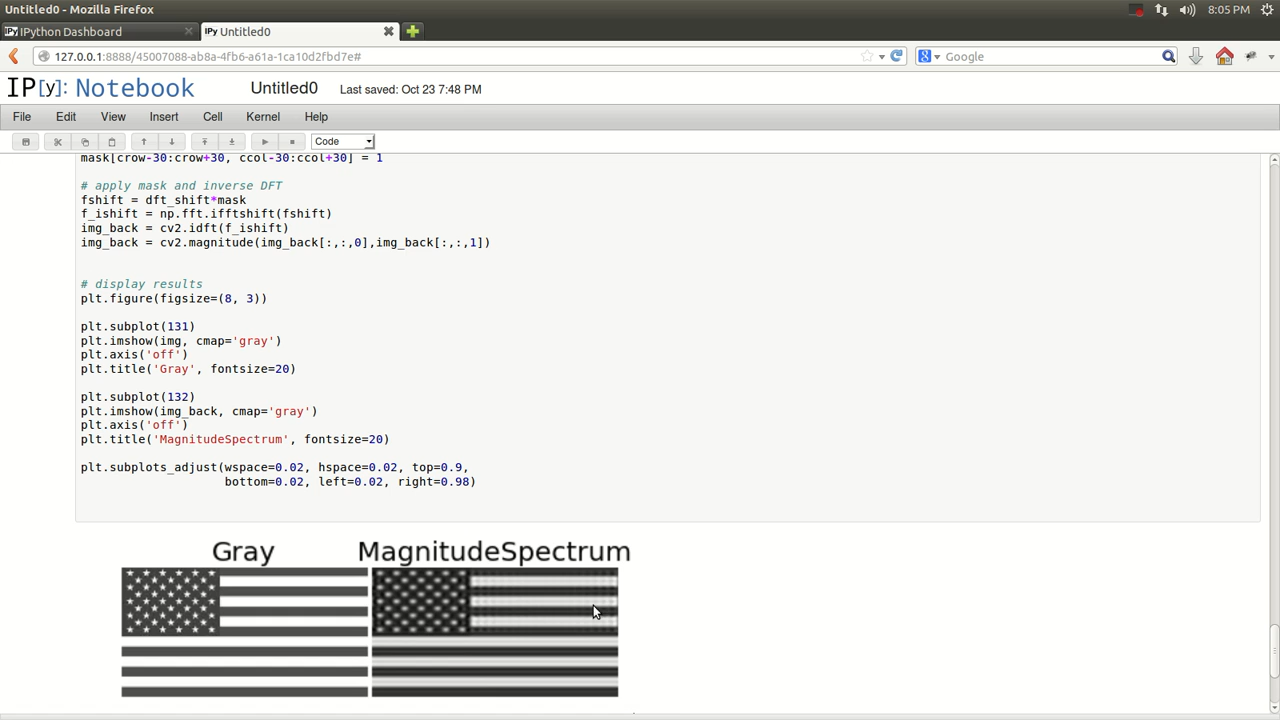 Untitled0 - Mozilla Firefox
8:05 PM
IP[y] IPython Dashboard
IPy Untitled0
127.0.0.1:8888/45007088-ab8a-4fb6-a61a-1ca10d2fbd7e#
Google
IP[y]: Notebook
Untitled0
Last saved: Oct 23 7:48 PM
File Edit View Insert Cell Kernel Help
Code
mask[crow-30:crow+30, ccol-30:ccol+30] = 1
# apply mask and inverse DFT
fshift = dft_shift*mask
f_ishift = np.fft.ifftshift(fshift)
img_back = cv2.idft(f_ishift)
img_back = cv2.magnitude(img_back[:,:,0],img_back[:,:,1])
# display results
plt.figure(figsize=(8, 3))
plt.subplot(131)
plt.imshow(img, cmap='gray')
plt.axis('off')
plt.title('Gray', fontsize=20)
plt.subplot(132)
plt.imshow(img_back, cmap='gray')
plt.axis('off')
plt.title('MagnitudeSpectrum', fontsize=20)
plt.subplots_adjust(wspace=0.02, hspace=0.02, top=0.9,
bottom=0.02, left=0.02, right=0.98)
Gray
MagnitudeSpectrum